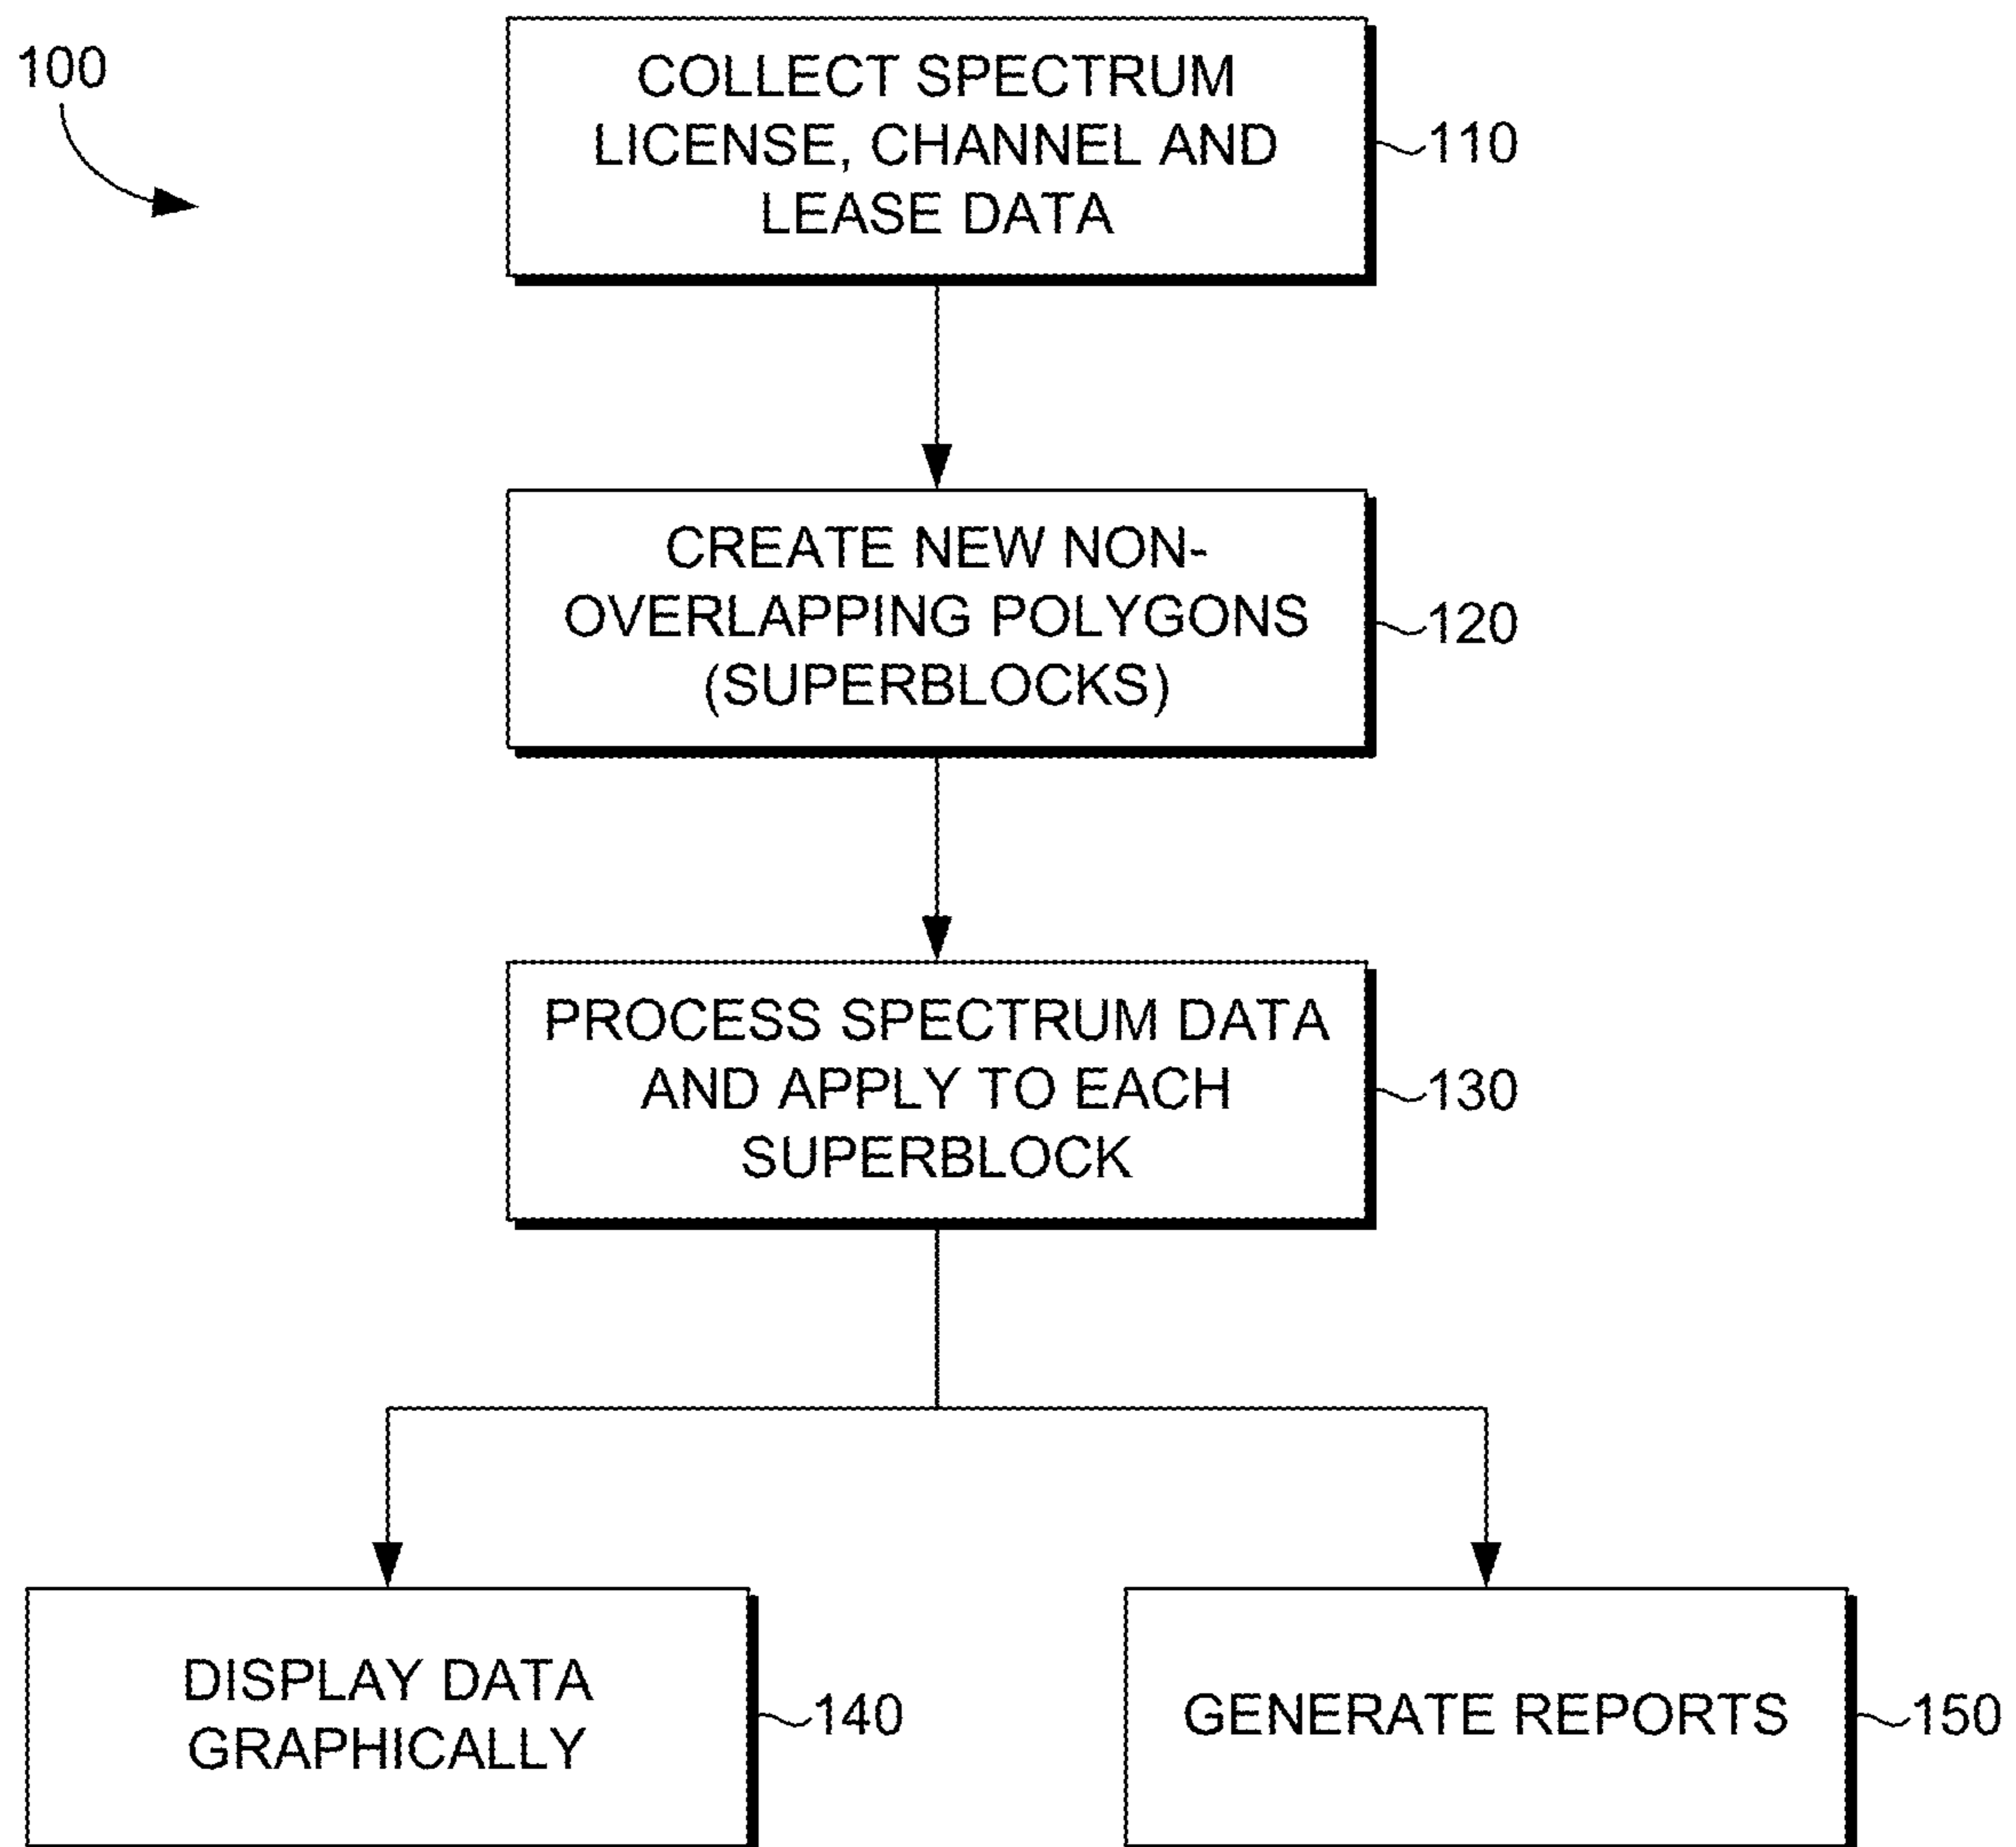 100
COLLECT SPECTRUM
LICENSE, CHANNEL AND
LEASE DATA
110
CREATE NEW NON-
OVERLAPPING POLYGONS
(SUPERBLOCKS)
120
PROCESS SPECTRUM DATA
AND APPLY TO EACH
SUPERBLOCK
130
DISPLAY DATA
GRAPHICALLY
140
GENERATE REPORTS
150